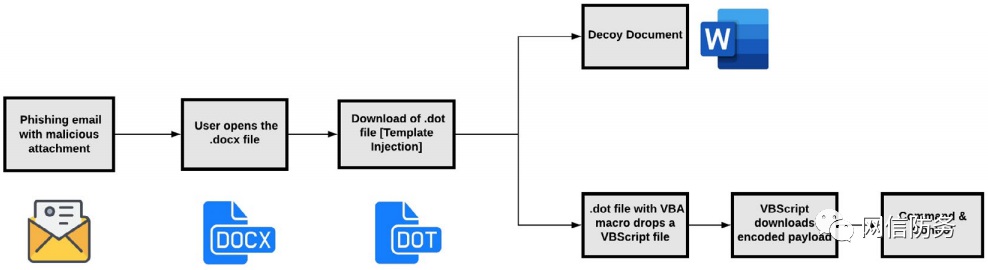 Phishing email
with malicious
attachment
User opens the
.docx file
Download of .dot
file [Template
Injection]
Decoy Document
W
.dot file with VBA
macro drops a
VBScript file
VBScript
downloads
encoded payload
Command &
DOCX
DOT
网信防务